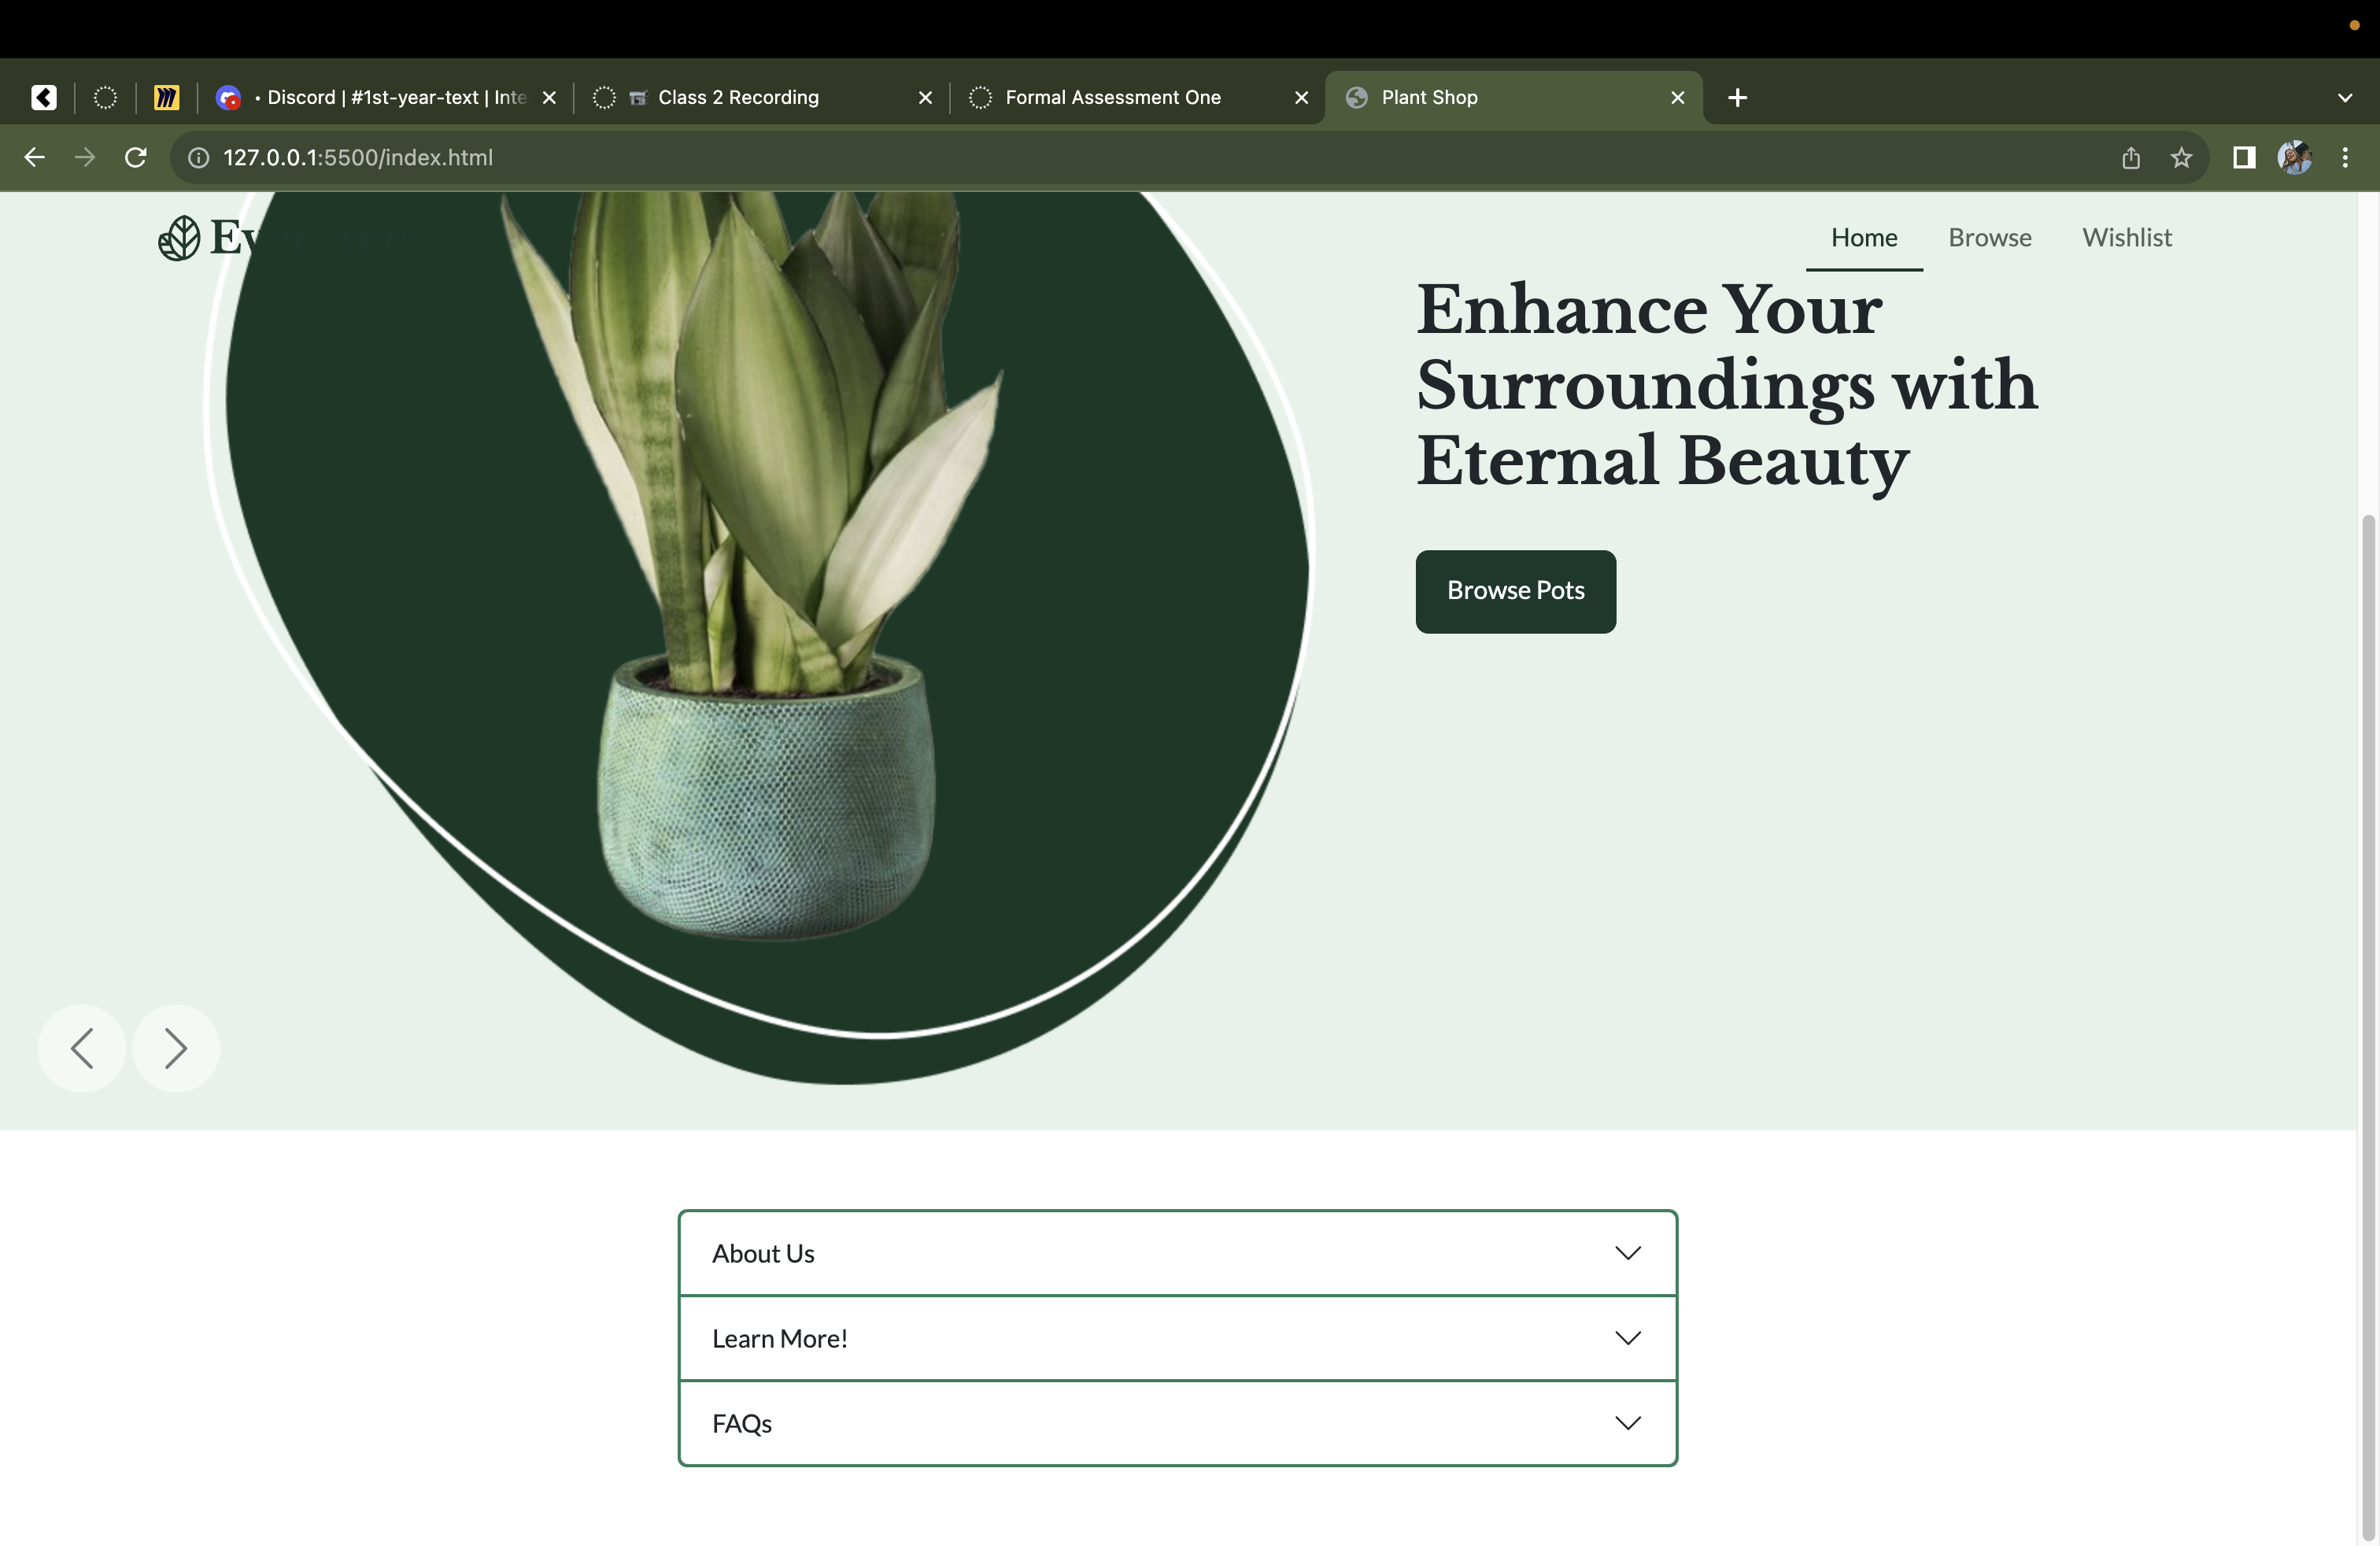 • Discord | #1st-year-text | Inte
Class 2 Recording
Formal Assessment One
Plant Shop
127.0.0.1:5500/index.html
Ev
Home
Browse
Wishlist
Enhance Your
Surroundings with
Eternal Beauty
Browse Pots
About Us
Learn More!
FAQs